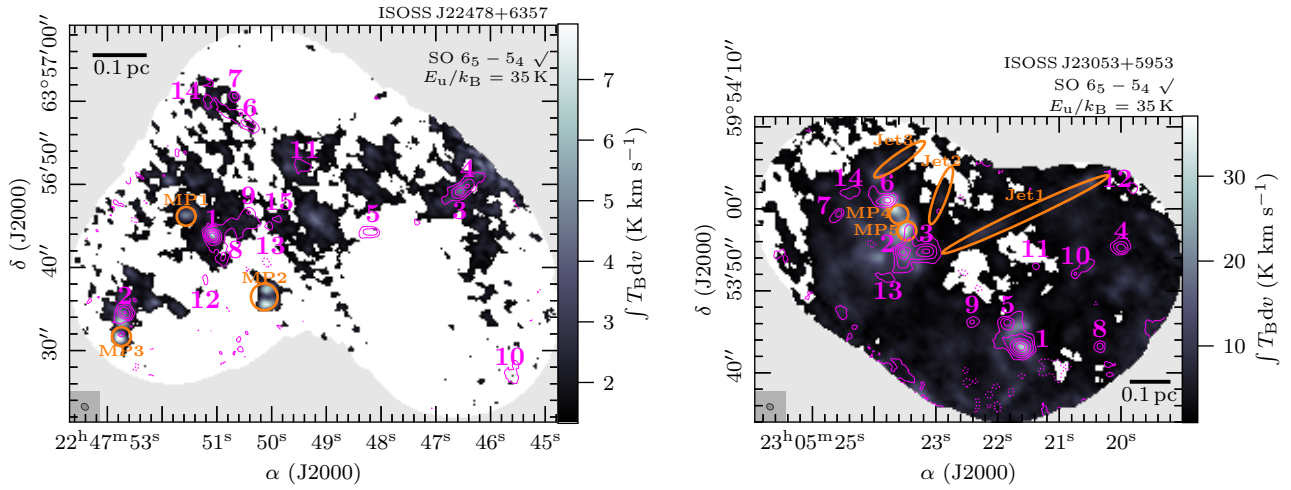 ISOSS J22478+6357
SO 6₅ − 5₄ √
E_u/k_B = 35 K
0.1 pc
14
7
6
11
4
3
9
15
5
MP1
1
8
13
MP2
12
2
MP3
10
63°57′00″
56′50″
40″
30″
δ (J2000)
22ʰ47ᵐ53ˢ
51ˢ
50ˢ
49ˢ
48ˢ
47ˢ
46ˢ
45ˢ
α (J2000)
7
6
5
4
3
2
∫ T_B dv (K km s⁻¹)
ISOSS J23053+5953
SO 6₅ − 5₄ √
E_u/k_B = 35 K
Jet3
Jet2
Jet1
14
6
12
7
MP4
MP5
2
3
4
11
10
13
9
5
1
8
0.1 pc
59°54′10″
00″
53′50″
40″
δ (J2000)
23ʰ05ᵐ25ˢ
23ˢ
22ˢ
21ˢ
20ˢ
α (J2000)
30
20
10
∫ T_B dv (K km s⁻¹)